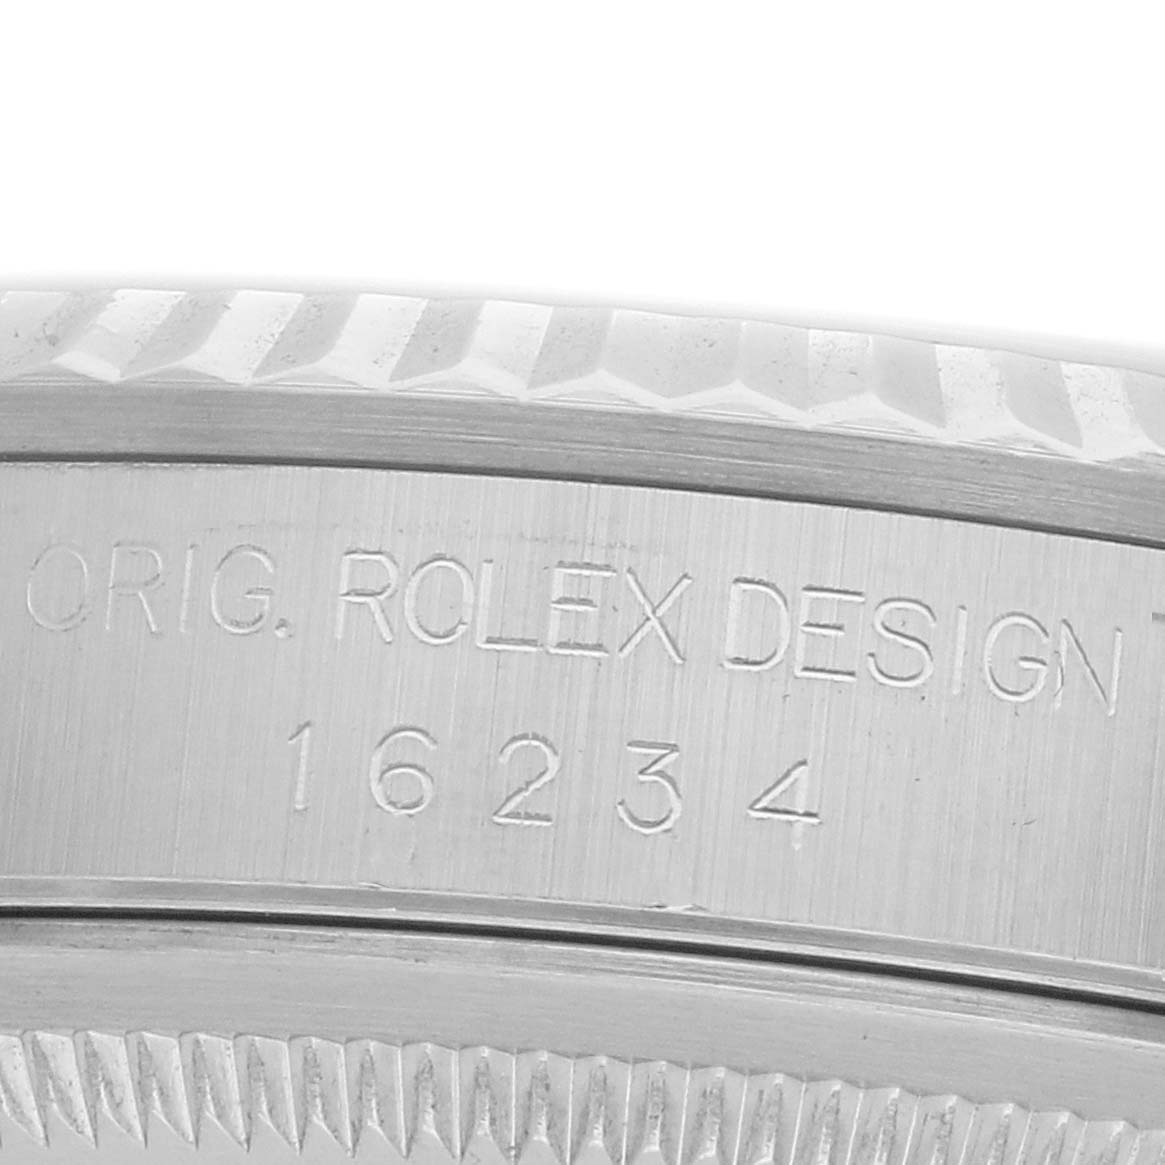 ORIG. ROLEX DESIGN
16234